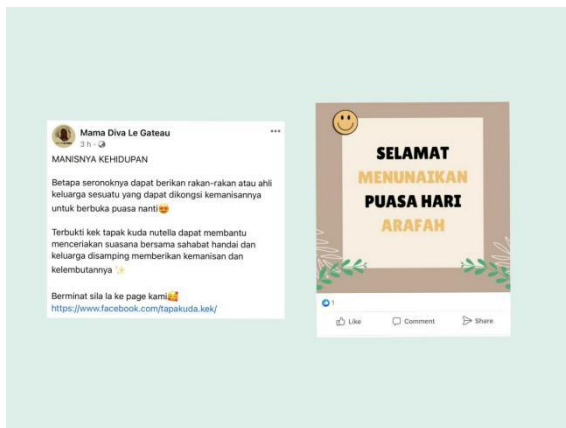 Mama Diva Le Gateau
3 h
MANISNYA KEHIDUPAN
Betapa seronoknya dapat berikan rakan-rakan atau ahli
keluarga sesuatu yang dapat dikongsi kemanisannya
untuk berbuka puasa nanti😍
Terbukti kek tapak kuda nutella dapat membantu
menceriakan suasana bersama sahabat handai dan
keluarga disamping memberikan kemanisan dan
kelembutannya ✨
Berminat sila la ke page kami🥰
https://www.facebook.com/tapakuda.kek/
SELAMAT
MENUNAIKAN
PUASA HARI
ARAFAH
1
Like Comment Share